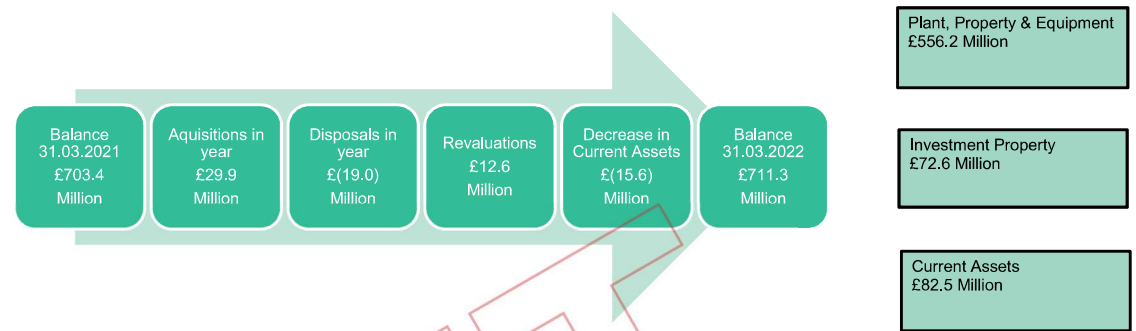 Balance
31.03.2021
£703.4
Million
Aquisitions in
year
£29.9
Million
Disposals in
year
£(19.0)
Million
Revaluations
£12.6
Million
Decrease in
Current Assets
£(15.6)
Million
Balance
31.03.2022
£711.3
Million
Plant, Property & Equipment
£556.2 Million
Investment Property
£72.6 Million
Current Assets
£82.5 Million